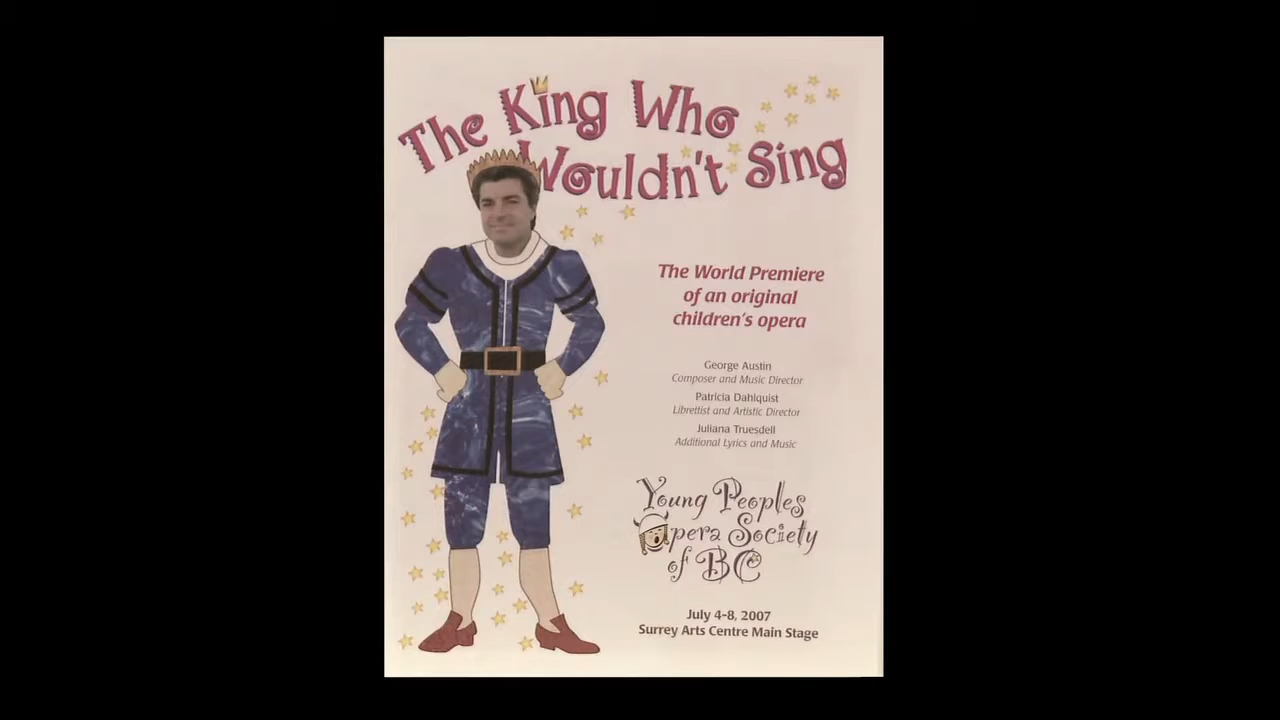 The King Who
Wouldn't Sing
The World Premiere
of an original
children's opera
George Austin
Composer and Music Director
Patricia Dahlquist
Librettist and Artistic Director
Juliana Truesdell
Additional Lyrics and Music
Young Peoples
Opera Society
of BC
July 4-8, 2007
Surrey Arts Centre Main Stage